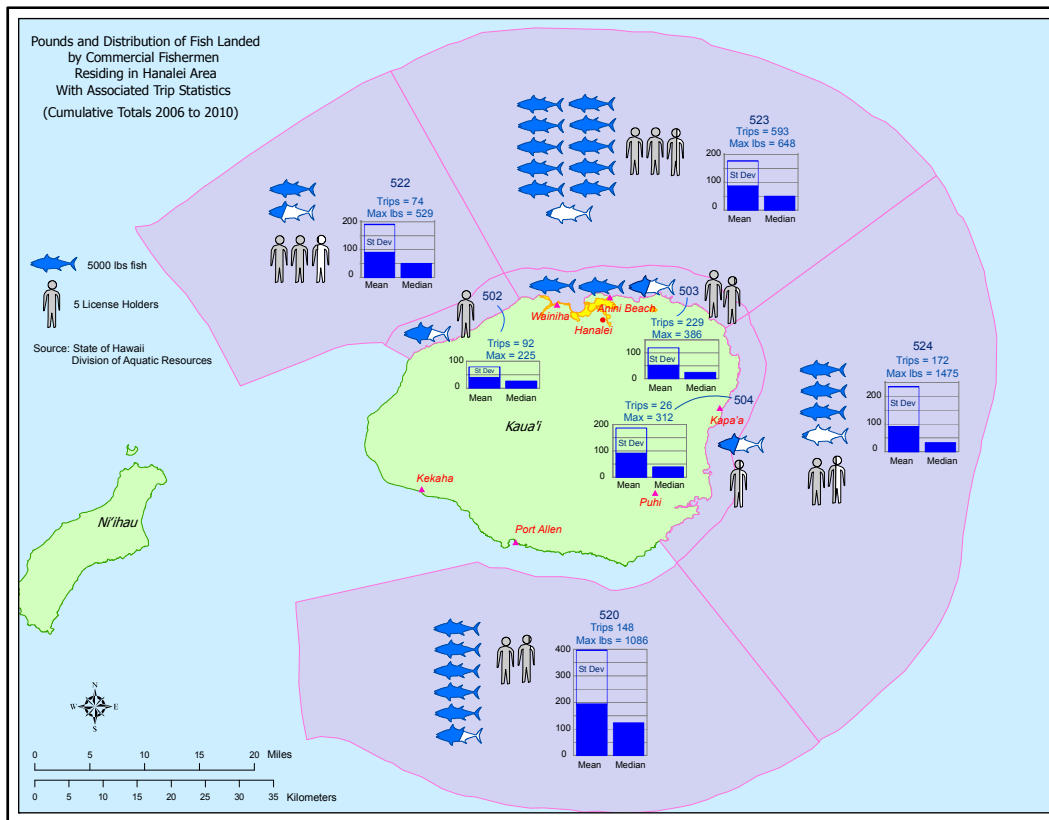 Pounds and Distribution of Fish Landed
by Commercial Fishermen
Residing in Hanalei Area
With Associated Trip Statistics
(Cumulative Totals 2006 to 2010)
523
Trips = 593
Max lbs = 648
200
100
0
St Dev
Mean
Median
522
Trips = 74
Max lbs = 529
200
100
0
St Dev
Mean
Median
5000 lbs fish
5 License Holders
Source: State of Hawaii
Division of Aquatic Resources
502
Trips = 92
Max = 225
100
0
St Dev
Mean
Median
Wainiha
Anini Beach
Hanalei
503
Trips = 229
Max = 386
100
0
St Dev
Mean
Median
504
Trips = 26
Max = 312
200
100
0
St Dev
Mean
Median
Kapa'a
524
Trips = 172
Max lbs = 1475
200
100
0
St Dev
Mean
Median
Kaua'i
Kekaha
Puhi
Port Allen
Ni'ihau
520
Trips 148
Max lbs = 1086
400
300
200
100
0
St Dev
Mean
Median
N
W E
S
0 5 10 15 20 Miles
0 5 10 15 20 25 30 35 Kilometers